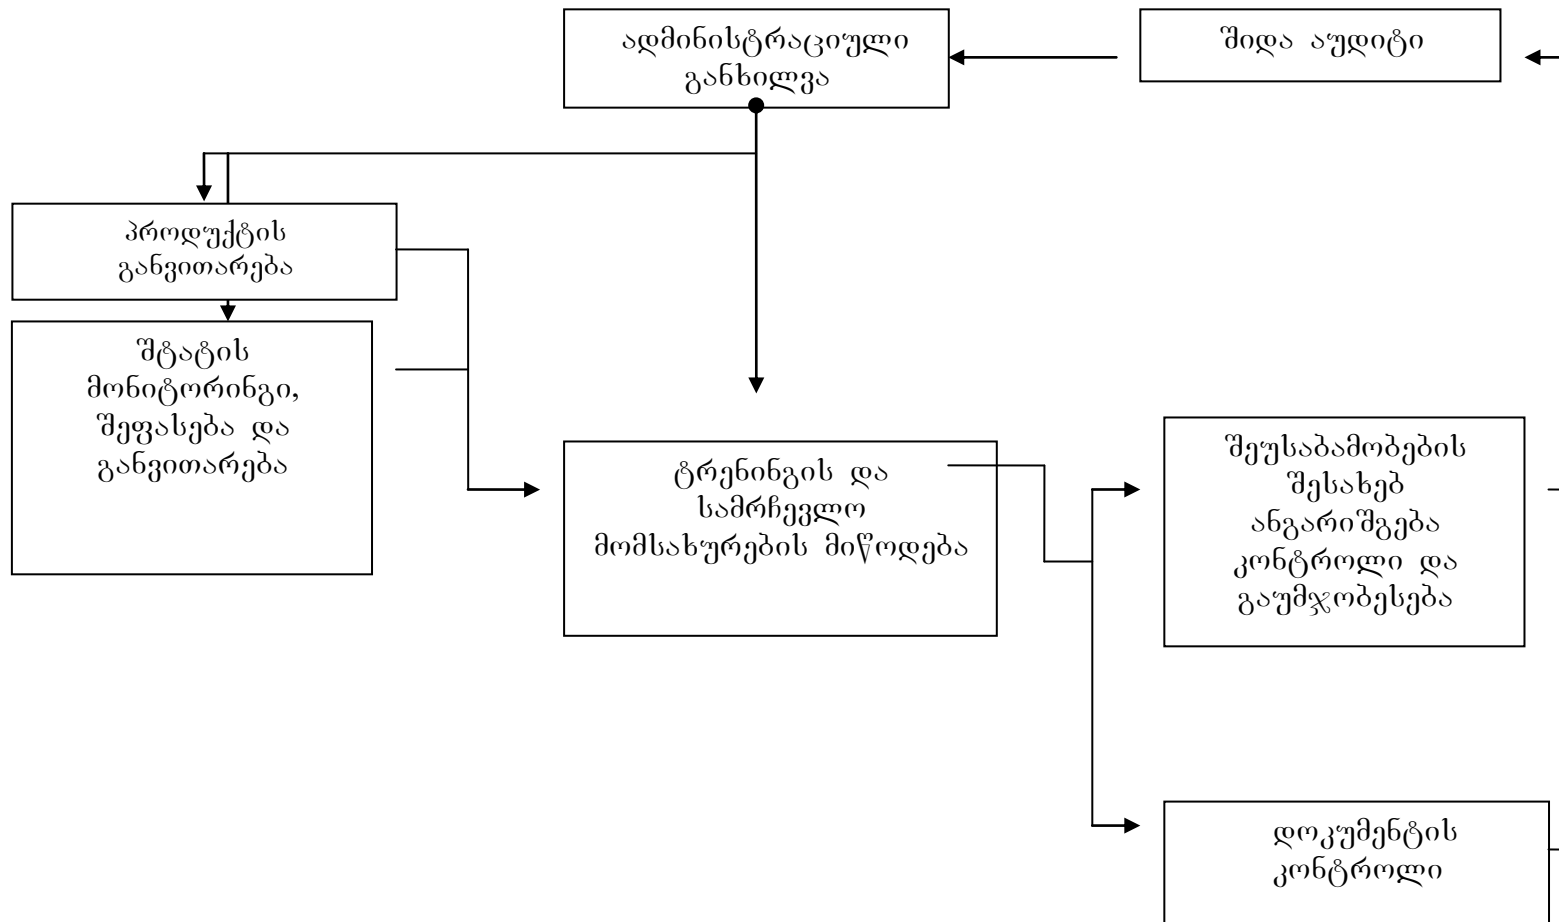 ადმინისტრაციული
განხილვა
შიდა აუდიტი
პროდუქტის
განვითარება
შტატის
მონიტორინგი,
შეფასება და
განვითარება
ტრენინგის და
სამრჩევლო
მომსახურების მიწოდება
შეუსაბამობების
შესახებ
ანგარიშგება
კონტროლი და
გაუმჯობესება
დოკუმენტის
კონტროლი